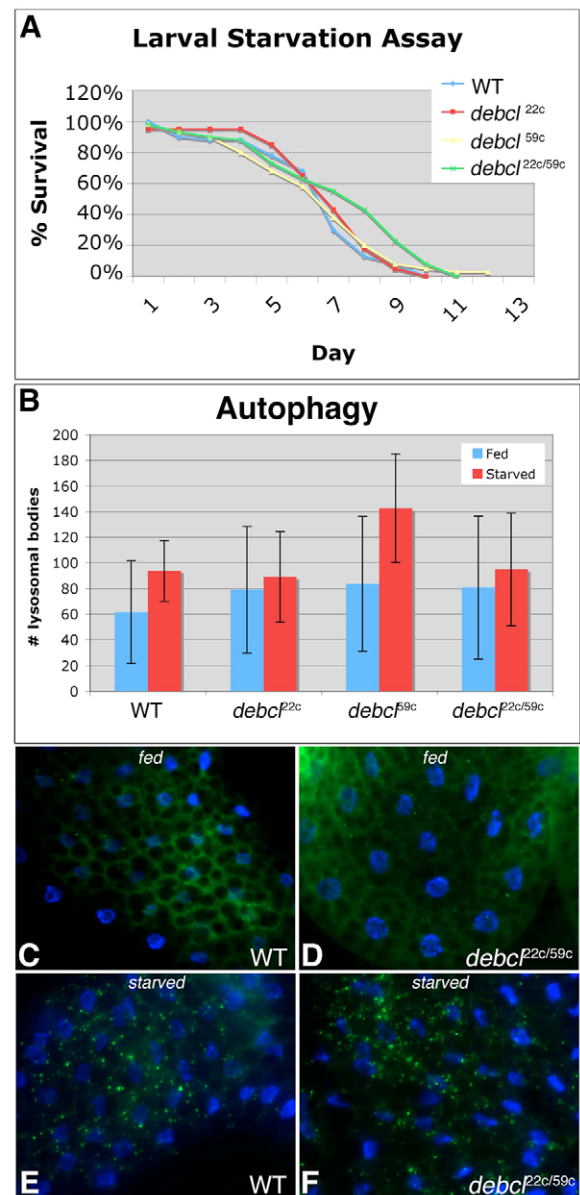 A
Larval Starvation Assay
120%
100%
80%
60%
40%
20%
0%
% Survival
WT
debcl 22c
debcl 59c
debcl 22c/59c
1
3
5
7
9
11
13
Day
B
Autophagy
200
180
160
140
120
100
80
60
40
20
0
# lysosomal bodies
Fed
Starved
WT
debcl22c
debcl59c
debcl22c/59c
fed
C
WT
fed
D
debcl22c/59c
starved
E
WT
starved
F
debcl22c/59c